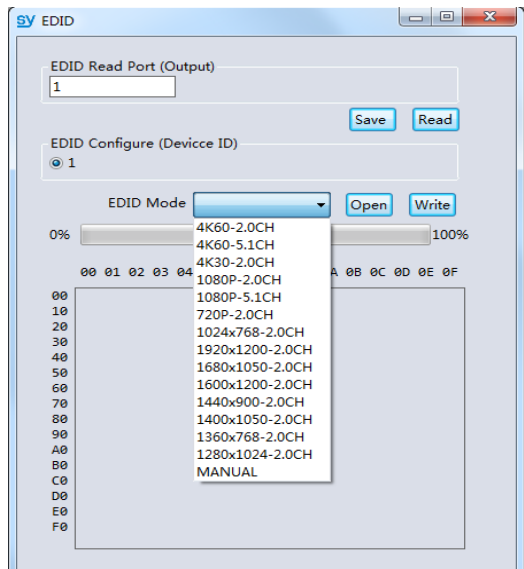 SY EDID
EDID Read Port (Output)
1
Save Read
EDID Configure (Devicce ID)
1
EDID Mode Open Write
0% 100%
4K60-2.0CH
4K60-5.1CH
4K30-2.0CH
1080P-2.0CH
1080P-5.1CH
720P-2.0CH
1024x768-2.0CH
1920x1200-2.0CH
1680x1050-2.0CH
1600x1200-2.0CH
1440x900-2.0CH
1400x1050-2.0CH
1360x768-2.0CH
1280x1024-2.0CH
MANUAL
00 01 02 03 04 A 0B 0C 0D 0E 0F
00
10
20
30
40
50
60
70
80
90
A0
B0
C0
D0
E0
F0